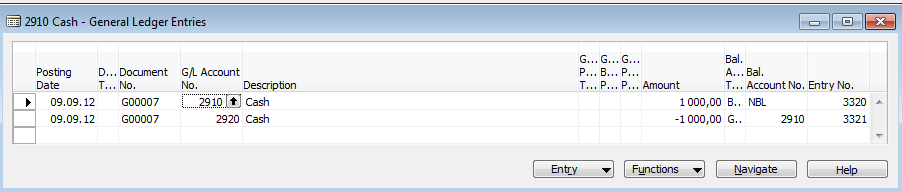 2910 Cash - General Ledger Entries
Posting Date D... T... Document No. G/L Account No. Description G... P... T... G... B... P... G... P... P... Amount Bal. A... T... Bal. Account No. Entry No.
09.09.12 G00007 2910 Cash 1 000,00 B.. NBL 3320
09.09.12 G00007 2920 Cash -1 000,00 G.. 2910 3321
Entry Functions Navigate Help